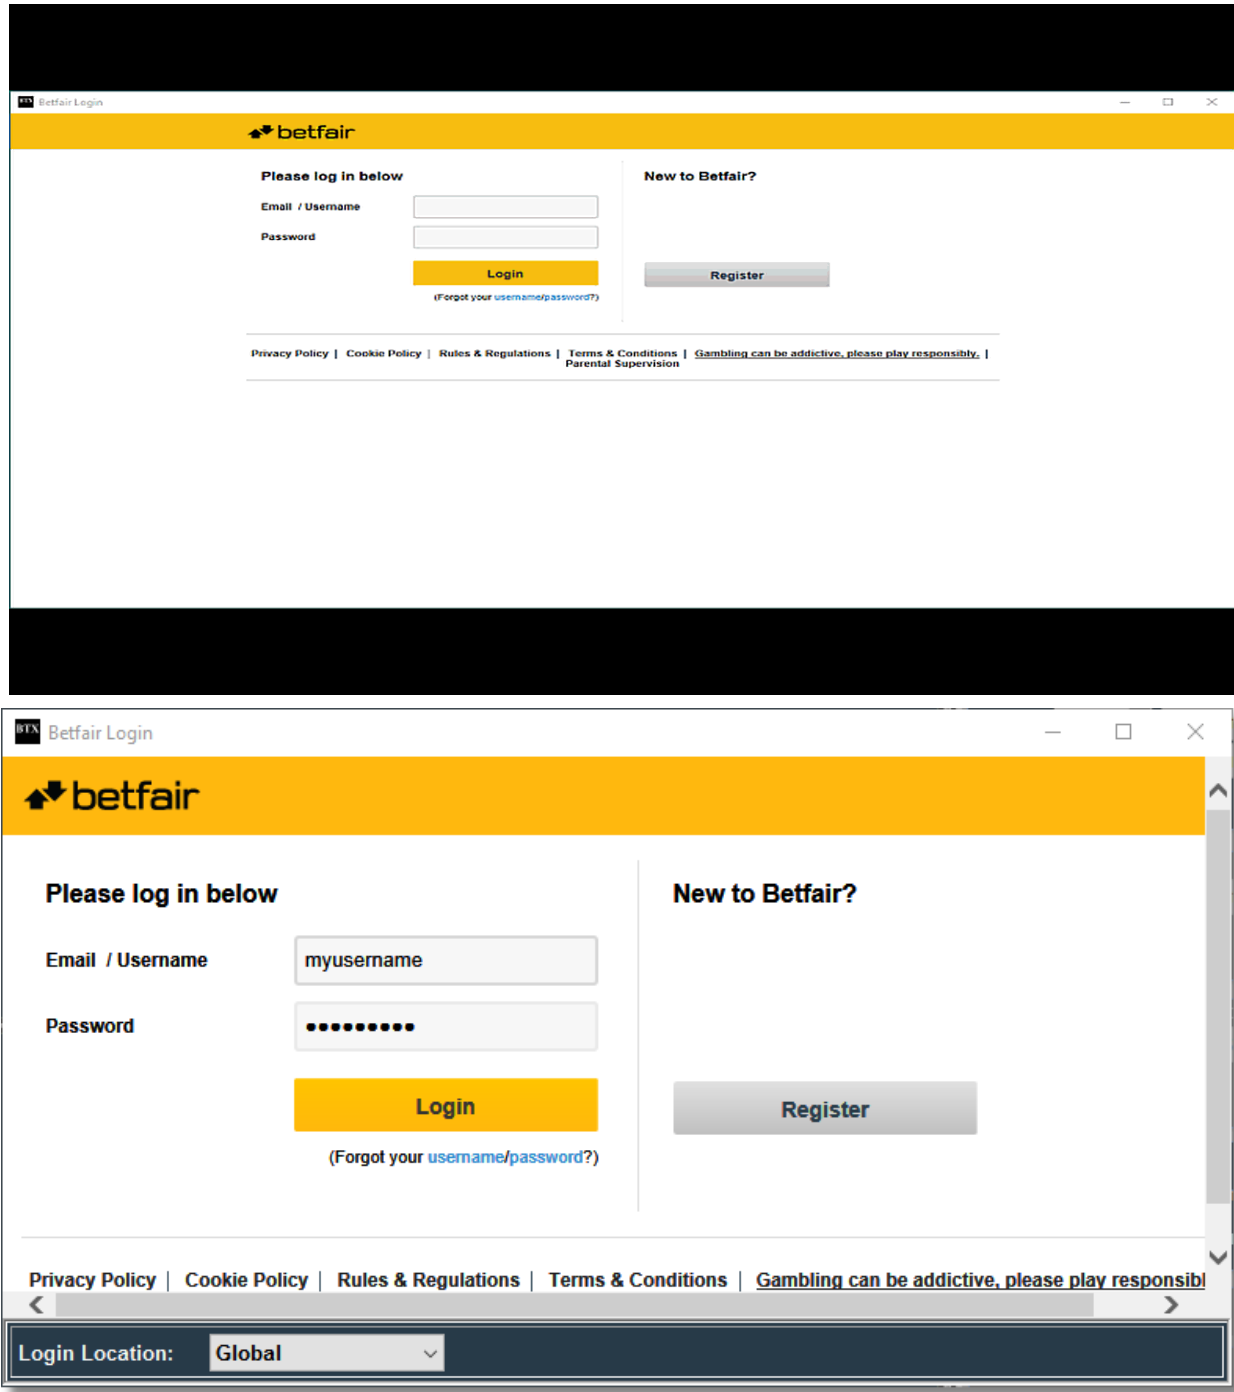 BTX Betfair Login
betfair
Please log in below
New to Betfair?
Email / Username
Password
Login
Register
(Forgot your username/password?)
Privacy Policy | Cookie Policy | Rules & Regulations | Terms & Conditions | Gambling can be addictive, please play responsibly. |
Parental Supervision
BTX Betfair Login
betfair
Please log in below
New to Betfair?
Email / Username myusername
Password
Login
Register
(Forgot your username/password?)
Privacy Policy | Cookie Policy | Rules & Regulations | Terms & Conditions | Gambling can be addictive, please play responsibl
Login Location: Global